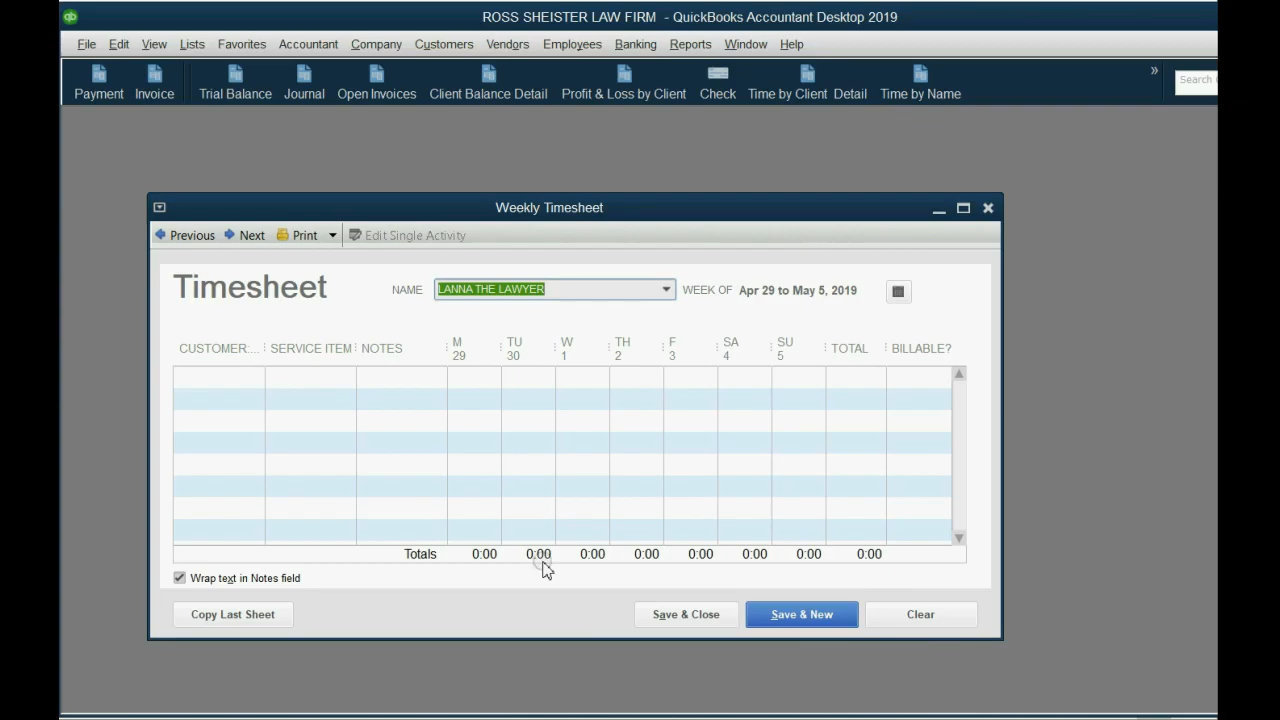 ROSS SHEISTER LAW FIRM - QuickBooks Accountant Desktop 2019
File Edit View Lists Favorites Accountant Company Customers Vendors Employees Banking Reports Window Help
Payment Invoice Trial Balance Journal Open Invoices Client Balance Detail Profit & Loss by Client Check Time by Client Detail Time by Name » Search
Weekly Timesheet
Previous Next Print Edit Single Activity
Timesheet NAME LANNA THE LAWYER WEEK OF Apr 29 to May 5, 2019
CUSTOMER:... SERVICE ITEM NOTES M 29 TU 30 W 1 TH 2 F 3 SA 4 SU 5 TOTAL BILLABLE?
Totals 0:00 0:00 0:00 0:00 0:00 0:00 0:00 0:00
Wrap text in Notes field
Copy Last Sheet Save & Close Save & New Clear